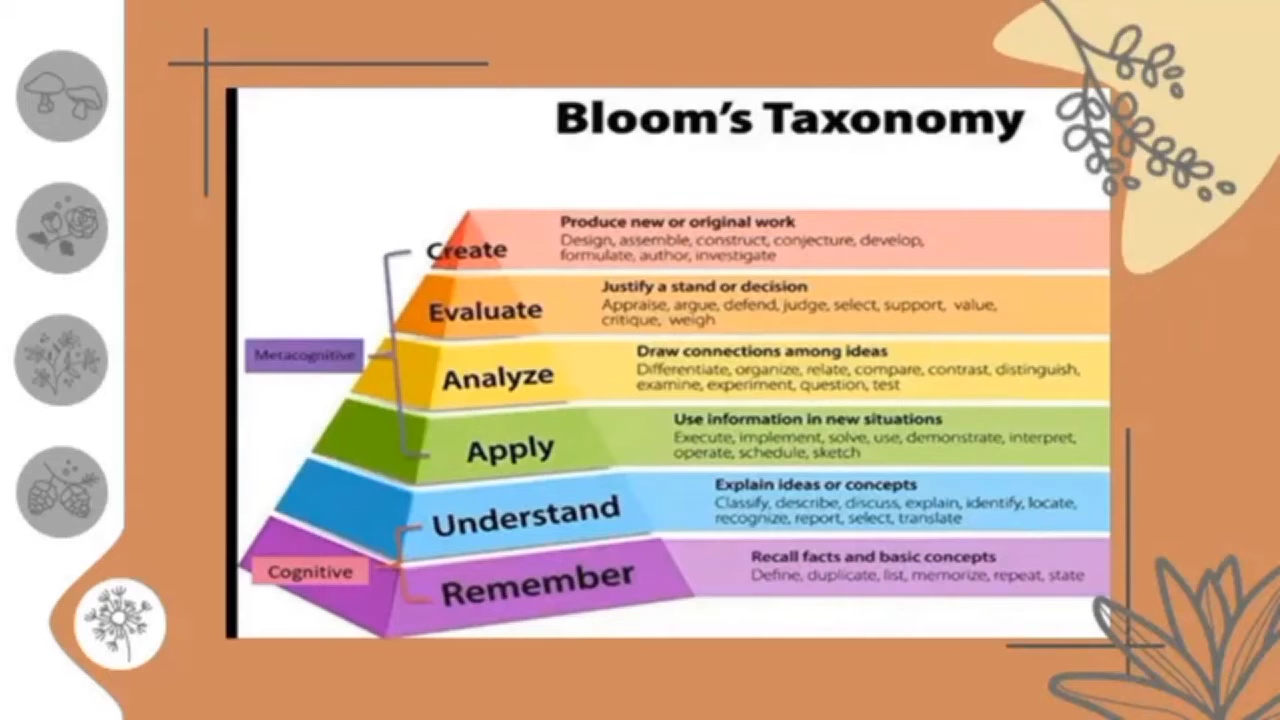 Bloom's Taxonomy
Create
Produce new or original work
Design, assemble, construct, conjecture, develop,
formulate, author, investigate
Evaluate
Justify a stand or decision
Appraise, argue, defend, judge, select, support, value,
critique, weigh
Metacognitive
Analyze
Draw connections among ideas
Differentiate, organize, relate, compare, contrast, distinguish,
examine, experiment, question, test
Apply
Use information in new situations
Execute, implement, solve, use, demonstrate, interpret,
operate, schedule, sketch
Understand
Explain ideas or concepts
Classify, describe, discuss, explain, identify, locate,
recognize, report, select, translate
Cognitive
Remember
Recall facts and basic concepts
Define, duplicate, list, memorize, repeat, state